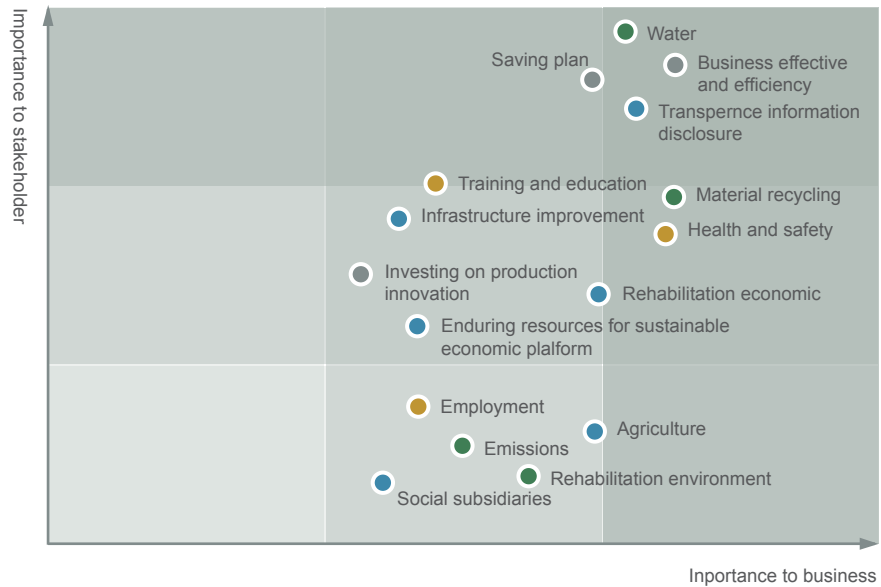 Importance to stakeholder
Water
Saving plan
Business effective
and efficiency
Transpernce information
disclosure
Training and education
Material recycling
Infrastructure improvement
Health and safety
Investing on production
innovation
Rehabilitation economic
Enduring resources for sustainable
economic plalform
Employment
Agriculture
Emissions
Rehabilitation environment
Social subsidiaries
Inportance to business